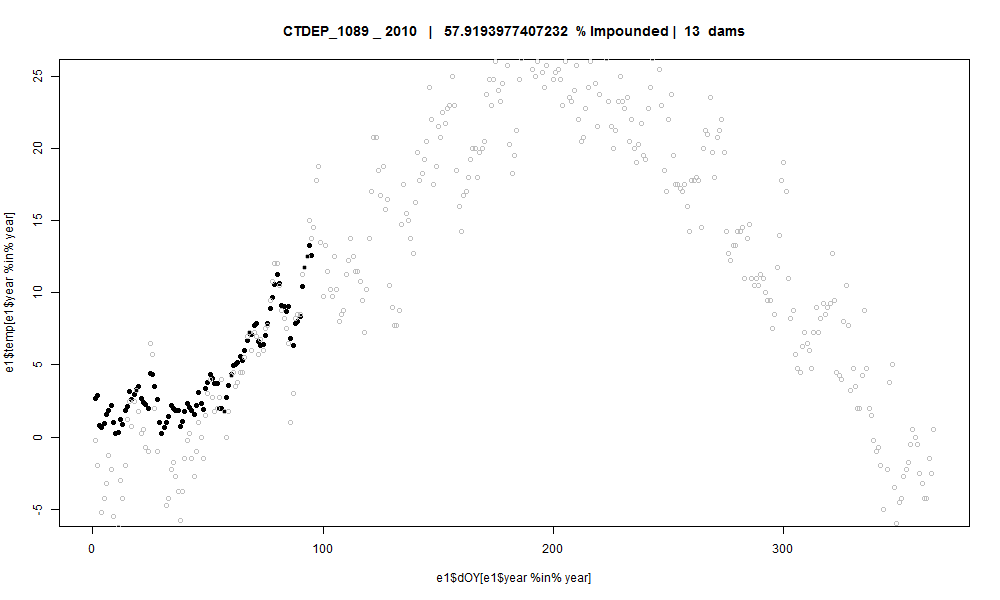 CTDEP_1089 _ 2010 | 57.9193977407232 % Impounded | 13 dams
e1$temp[e1$year %in% year]
25
20
15
10
5
0
-5
0 100 200 300
e1$dOY[e1$year %in% year]